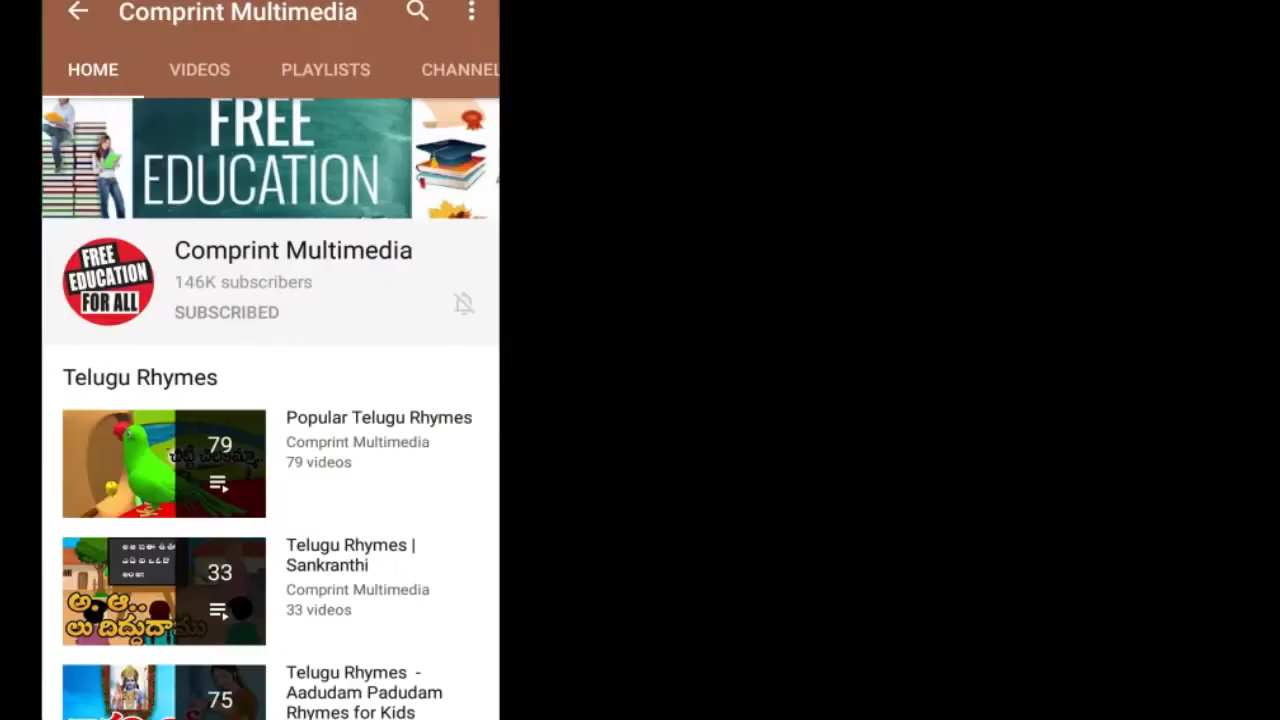 Comprint Multimedia
HOME VIDEOS PLAYLISTS CHANNEL
FREE
EDUCATION
FREE
EDUCATION
FOR ALL
Comprint Multimedia
146K subscribers
SUBSCRIBED
Telugu Rhymes
79
చిట్టి చిలకమ్మా..
Popular Telugu Rhymes
Comprint Multimedia
79 videos
33
అ. ఆ..
లు దిద్దుదాము
Telugu Rhymes |
Sankranthi
Comprint Multimedia
33 videos
75
Telugu Rhymes -
Aadudam Padudam
Rhymes for Kids